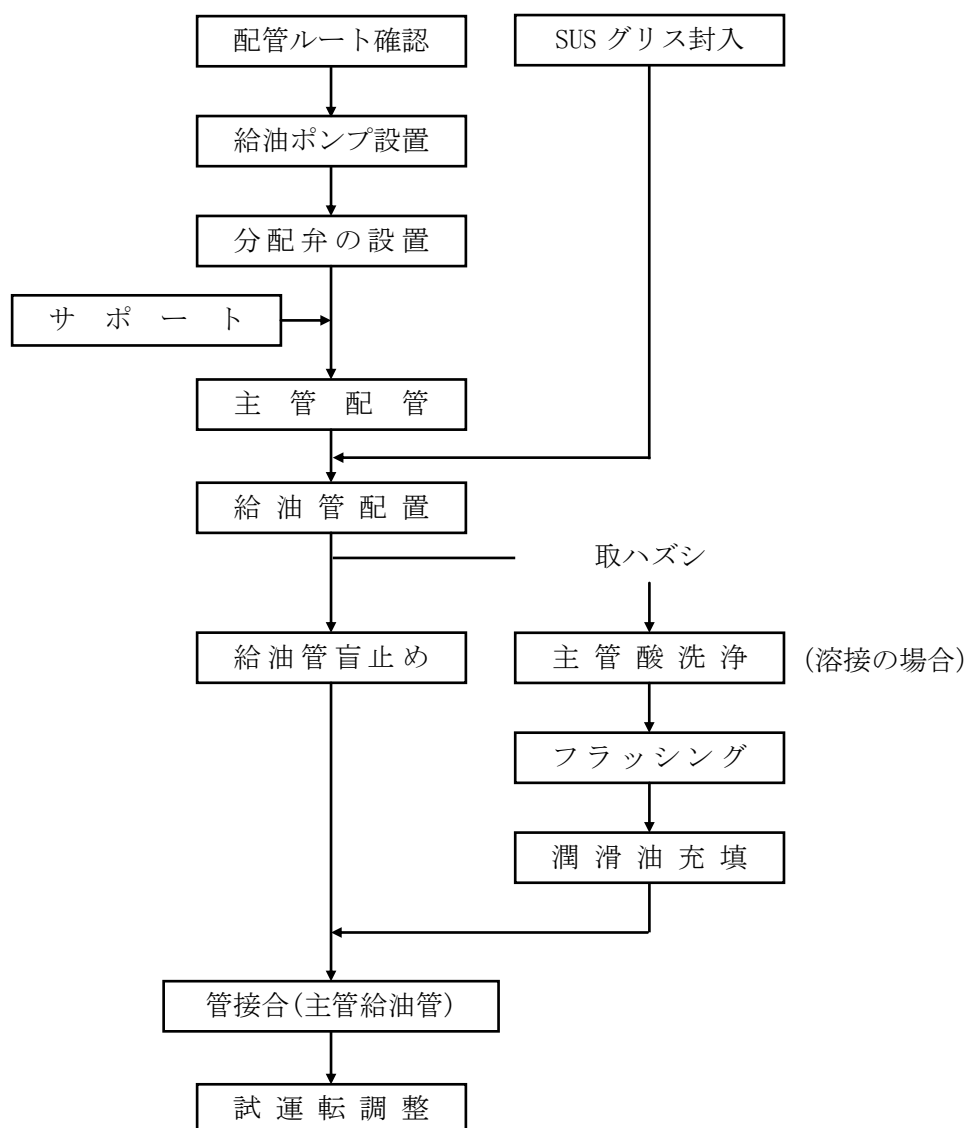 配管ルート確認
SUS グリス封入
給油ポンプ設置
分配弁の設置
サポート
主管配管
給油管配置
取ハズシ
給油管盲止め
主管酸洗浄
(溶接の場合)
フラッシング
潤滑油充填
管接合(主管給油管)
試運転調整